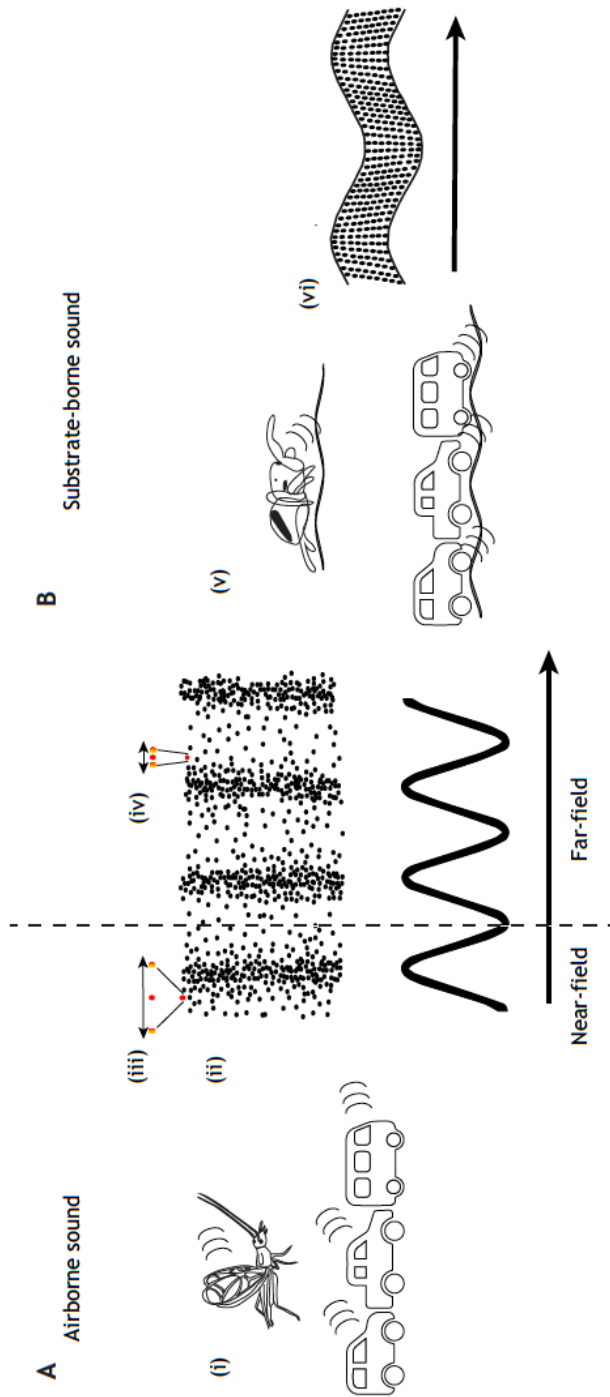 A
Airborne sound
(i)
(ii)
(iii)
(iv)
Near-field
Far-field
B
Substrate-borne sound
(v)
(vi)